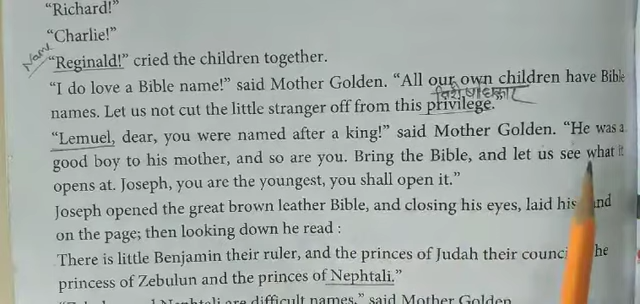 “Richard!”
“Charlie!”
Name
“Reginald!” cried the children together.
“I do love a Bible name!” said Mother Golden. “All our own children have Bible
names. Let us not cut the little stranger off from this privilege.”
विशेषाधिकार
“Lemuel, dear, you were named after a king!” said Mother Golden. “He was a
good boy to his mother, and so are you. Bring the Bible, and let us see what it
opens at. Joseph, you are the youngest, you shall open it.”
Joseph opened the great brown leather Bible, and closing his eyes, laid his
on the page; then looking down he read :
There is little Benjamin their ruler, and the princes of Judah their
princess of Zebulun and the princes of Nephtali.”
Nephtali are difficult names,” said Mother Golden